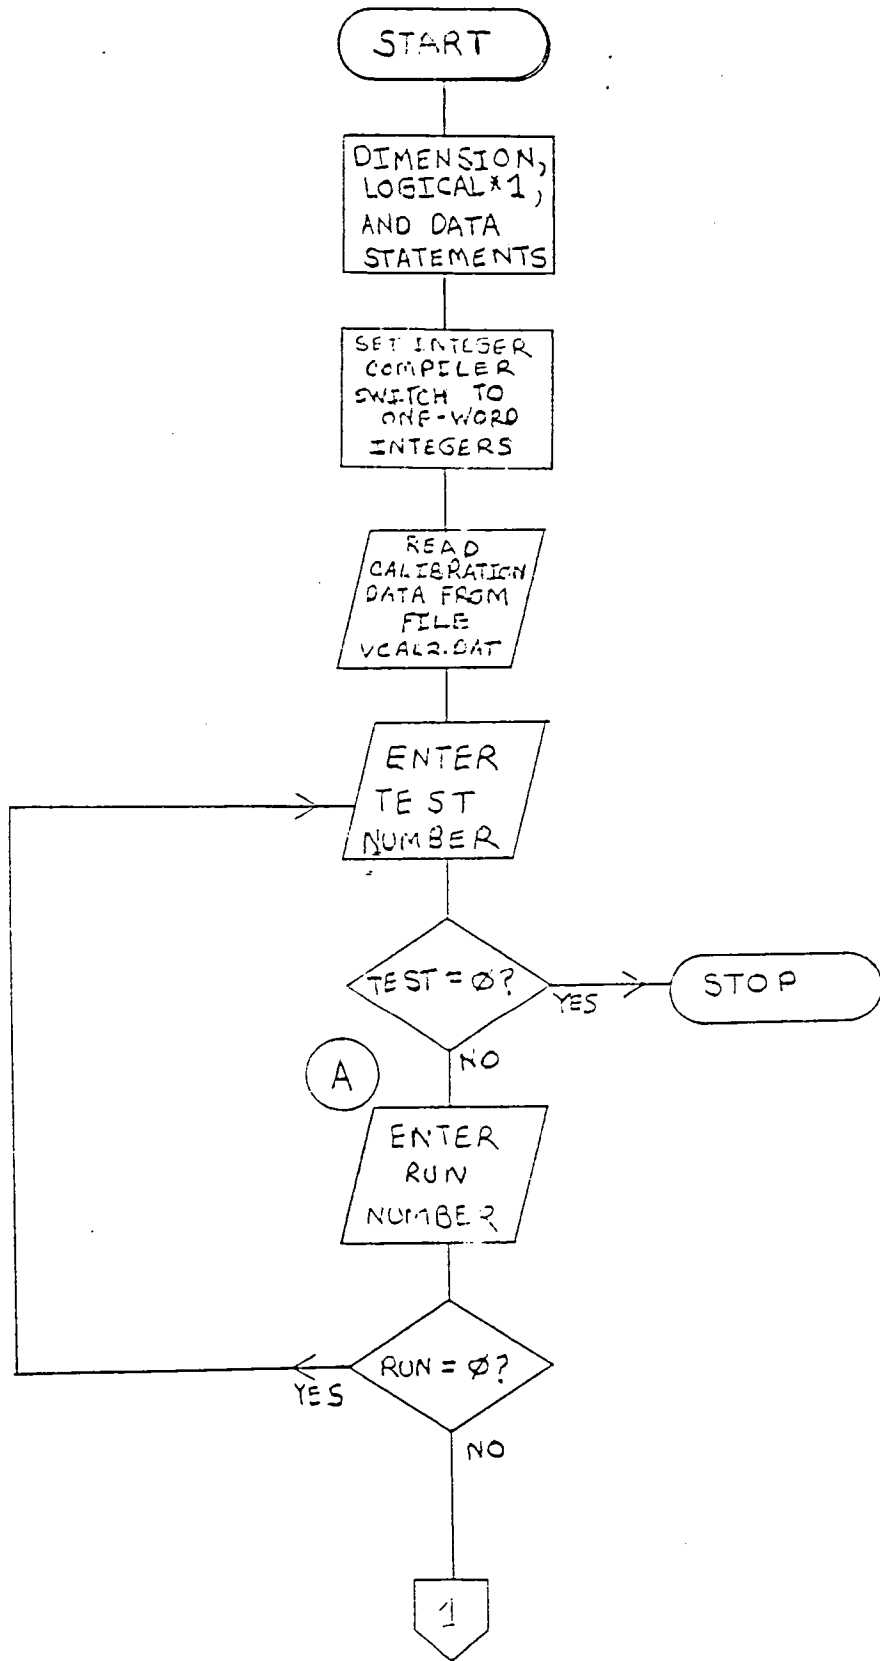 START
DIMENSION,
LOGICAL*1,
AND DATA
STATEMENTS
SET INTEGER
COMPILER
SWITCH TO
ONE-WORD
INTEGERS
READ
CALIBRATION
DATA FROM
FILE
VCAL2.DAT
ENTER
TEST
NUMBER
TEST = Ø?
YES
STOP
NO
A
ENTER
RUN
NUMBER
RUN = Ø?
YES
NO
1